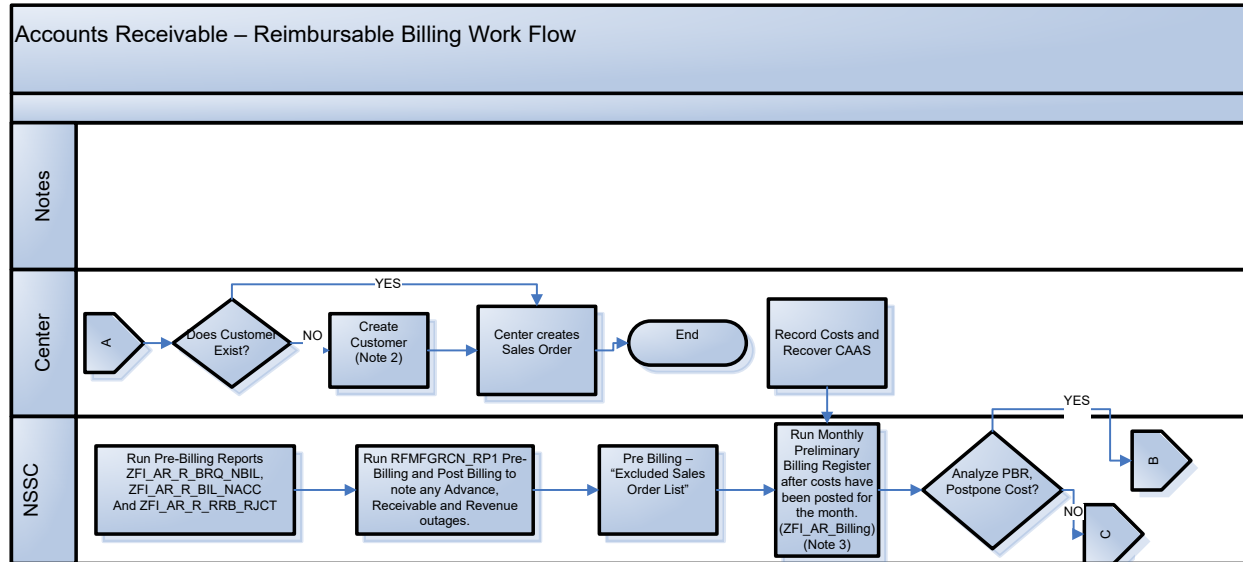 Accounts Receivable – Reimbursable Billing Work Flow
Notes
Center
A
Does Customer
Exist?
YES
NO
Create
Customer
(Note 2)
Center creates
Sales Order
End
Record Costs and
Recover CAAS
NSSC
Run Pre-Billing Reports
ZFI_AR_R_BRQ_NBIL,
ZFI_AR_R_BIL_NACC
And ZFI_AR_R_RRB_RJCT
Run RFMFGRCN_RP1 Pre-
Billing and Post Billing to
note any Advance,
Receivable and Revenue
outages.
Pre Billing –
“Excluded Sales
Order List”
Run Monthly
Preliminary
Billing Register
after costs have
been posted for
the month.
(ZFI_AR_Billing)
(Note 3)
Analyze PBR,
Postpone Cost?
YES
B
NO
C